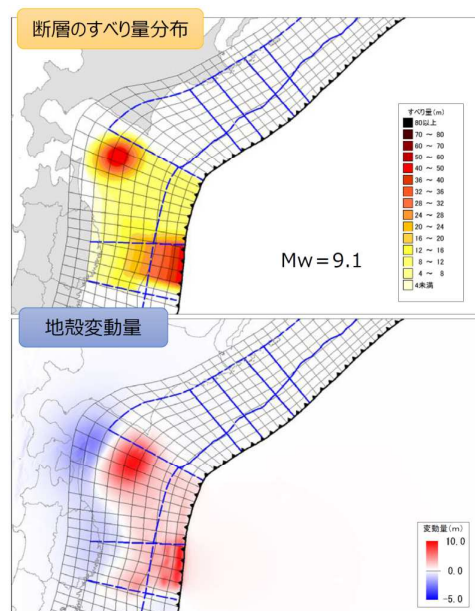 断層のすべり量分布
すべり量(m)
80以上
70 ～ 80
60 ～ 70
50 ～ 60
40 ～ 50
36 ～ 40
32 ～ 36
28 ～ 32
24 ～ 28
20 ～ 24
16 ～ 20
12 ～ 16
8 ～ 12
4 ～ 8
4未満
Mw＝9.1
地殻変動量
変動量(m)
10.0
0.0
-5.0